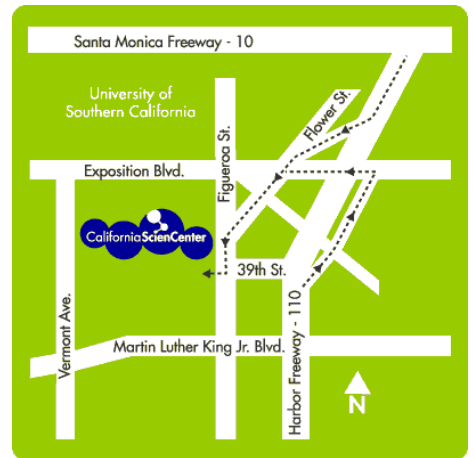 Santa Monica Freeway - 10
University of
Southern California
Flower St.
Figueroa St.
Exposition Blvd.
CaliforniaScienCenter
39th St.
Vermont Ave.
Martin Luther King Jr. Blvd.
Harbor Freeway - 110
N